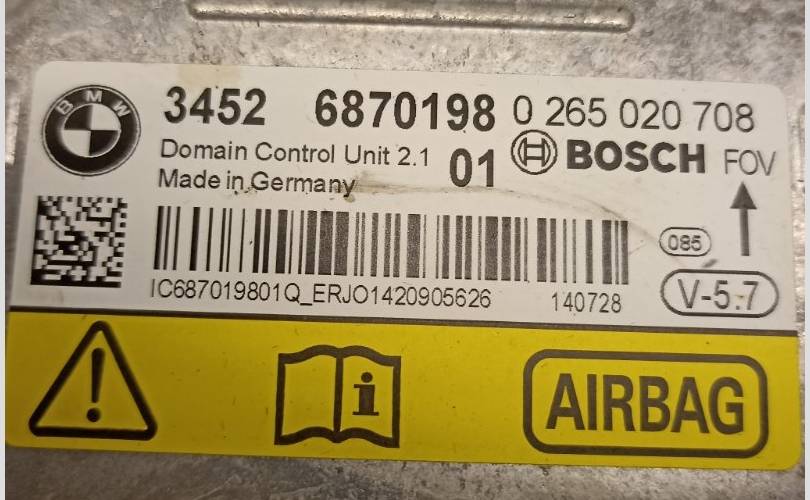 BMW
3452 6870198 0 265 020 708
Domain Control Unit 2.1 01 BOSCH FOV
Made in Germany
085
IC687019801Q_ERJO1420905626 140728 V-5.7
AIRBAG